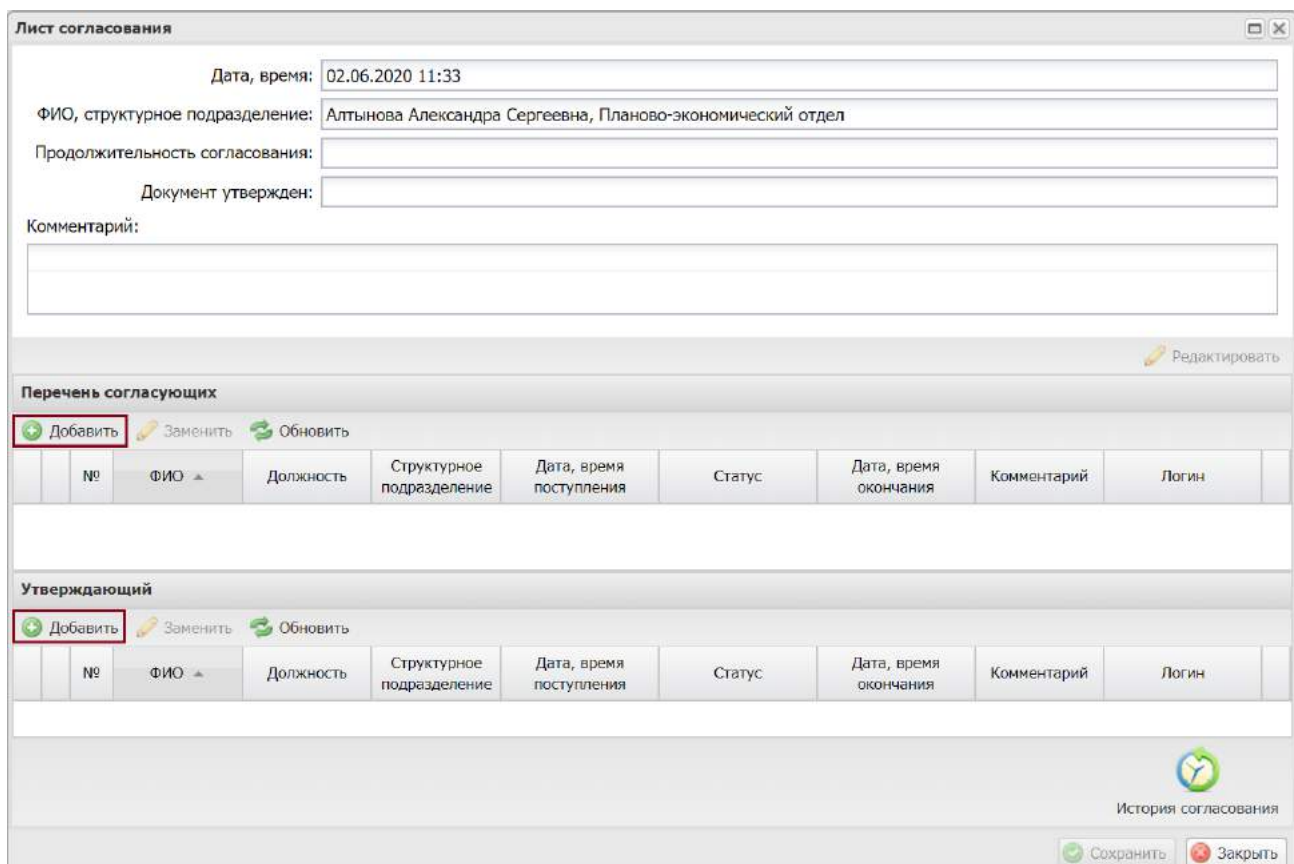 Лист согласования
Дата, время: 02.06.2020 11:33
ФИО, структурное подразделение: Алтынова Александра Сергеевна, Планово-экономический отдел
Продолжительность согласования:
Документ утвержден:
Комментарий:
Редактировать
Перечень согласующих
Добавить Заменить Обновить
№ ФИО Должность Структурное подразделение Дата, время поступления Статус Дата, время окончания Комментарий Логин
Утверждающий
Добавить Заменить Обновить
№ ФИО Должность Структурное подразделение Дата, время поступления Статус Дата, время окончания Комментарий Логин
История согласования
Сохранить Закрыть